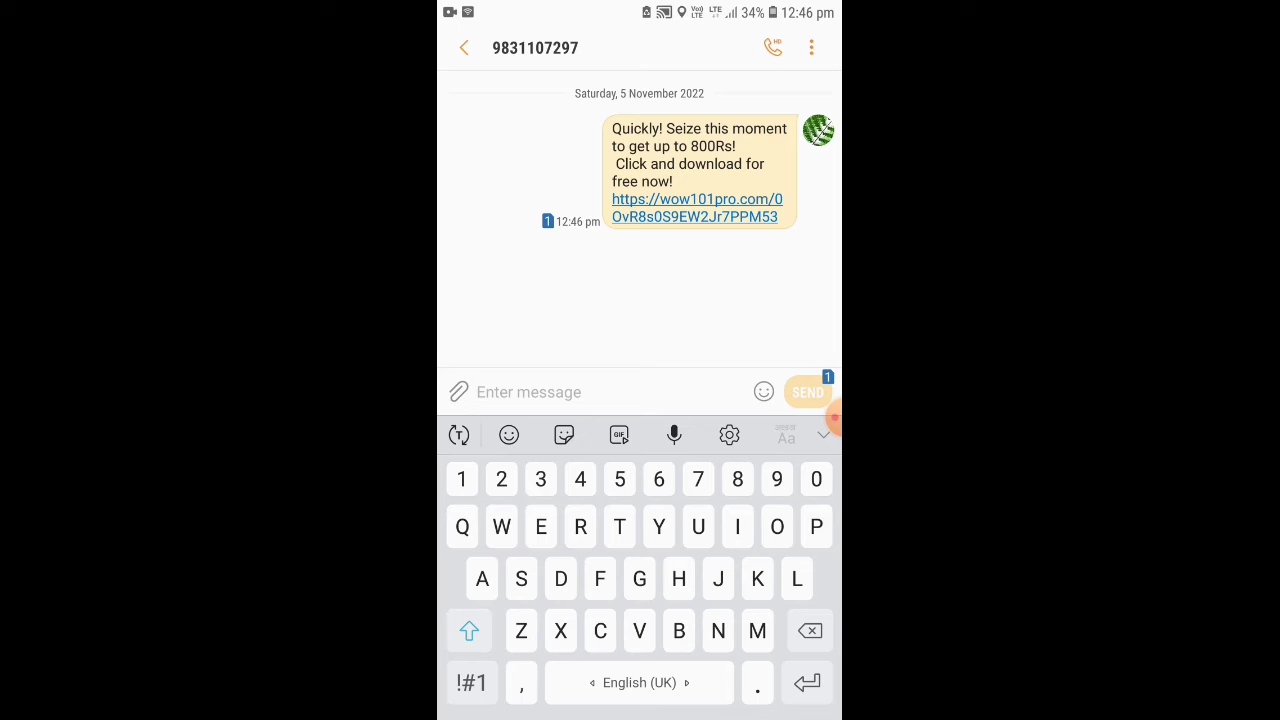 34% 12:46 pm
9831107297
Saturday, 5 November 2022
Quickly! Seize this moment
to get up to 800Rs!
Click and download for
free now!
https://wow101pro.com/0
OvR8s0S9EW2Jr7PPM53
1 12:46 pm
1
Enter message
SEND
T
GIF
Aa
1 2 3 4 5 6 7 8 9 0
Q W E R T Y U I O P
A S D F G H J K L
Z X C V B N M
!#1 , English (UK) .